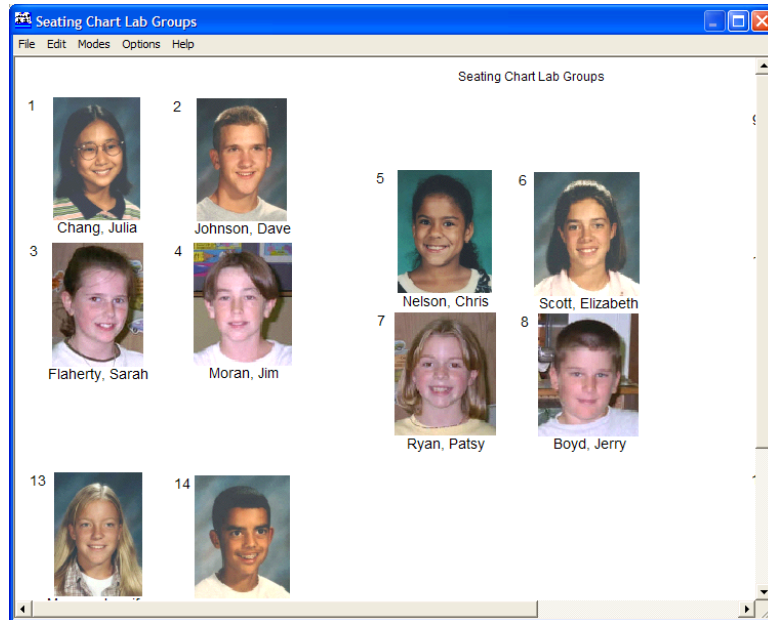 Seating Chart Lab Groups
File Edit Modes Options Help
Seating Chart Lab Groups
1
2
Chang, Julia
Johnson, Dave
3
4
Flaherty, Sarah
Moran, Jim
5
6
Nelson, Chris
Scott, Elizabeth
7
8
Ryan, Patsy
Boyd, Jerry
13
14